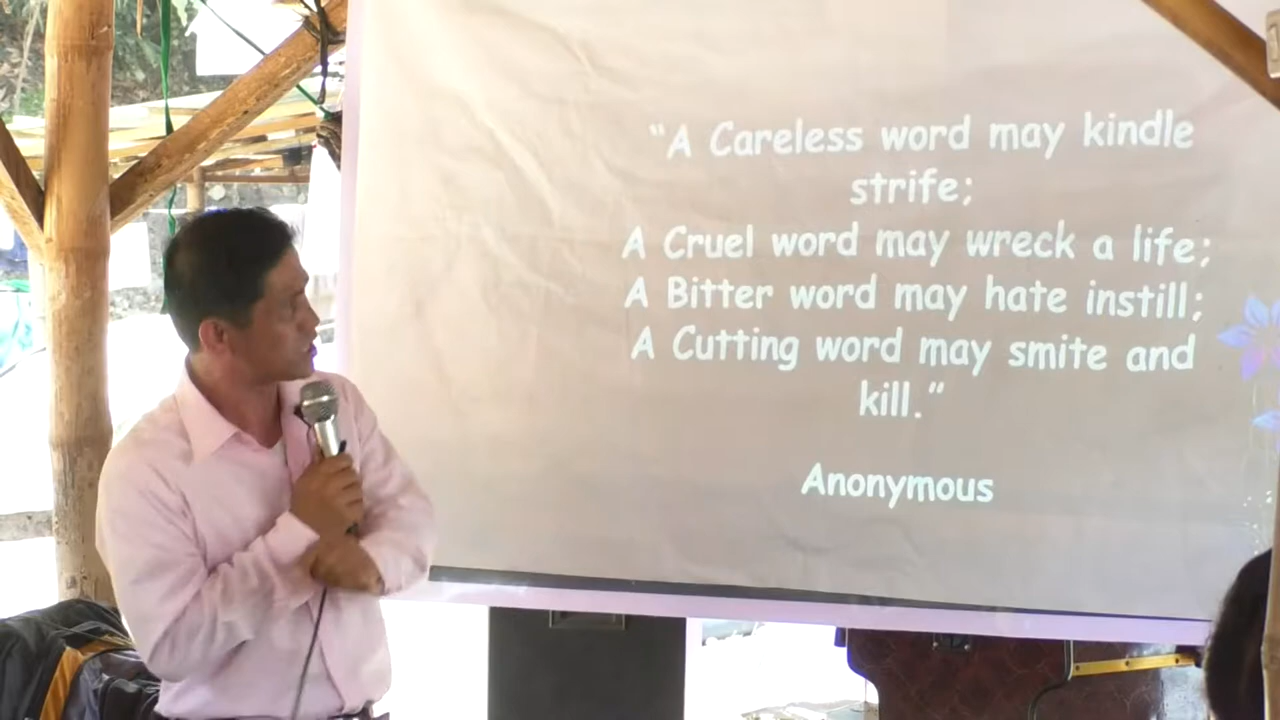 “A Careless word may kindle
strife;
A Cruel word may wreck a life;
A Bitter word may hate instill;
A Cutting word may smite and
kill.”
Anonymous